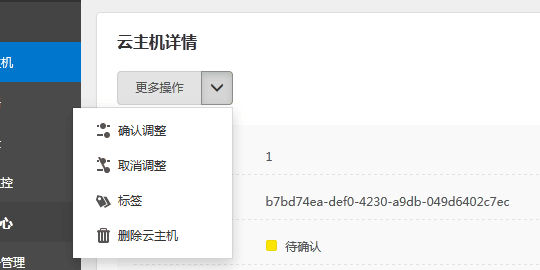 云主机详情
机
更多操作
确认调整
取消调整
标签
删除云主机
控
心
管理
1
b7bd74ea-def0-4230-a9db-049d6402c7ec
待确认